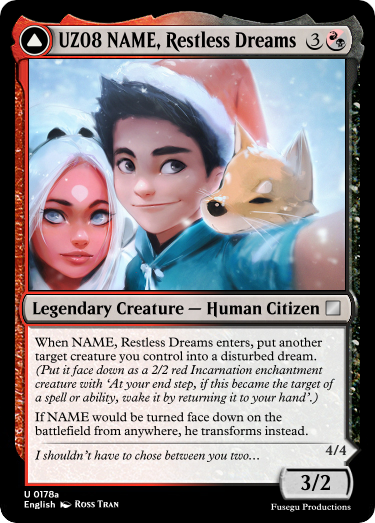 UZ08 NAME, Restless Dreams 3
Legendary Creature — Human Citizen
When NAME, Restless Dreams enters, put another
target creature you control into a disturbed dream.
(Put it face down as a 2/2 red Incarnation enchantment
creature with ‘At your end step, if this became the target
of a spell or ability, wake it by returning it to your hand’.)
If NAME would be turned face down on the
battlefield from anywhere, he transforms instead.
I shouldn’t have to chose between you two…
4/4
3/2
U 0178a
English Ross Tran
Fusegu Productions